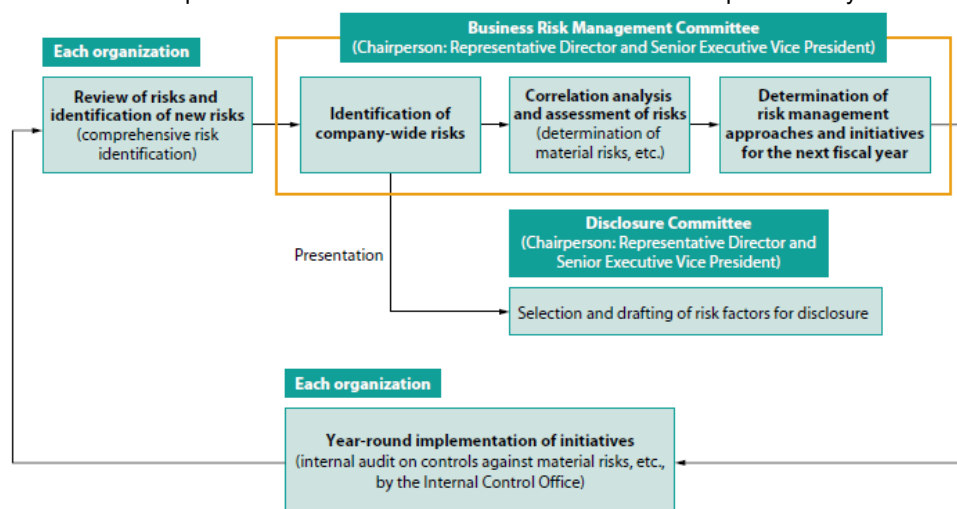 Business Risk Management Committee
(Chairperson: Representative Director and Senior Executive Vice President)
Each organization
Review of risks and
identification of new risks
(comprehensive risk
identification)
Identification of
company-wide risks
Correlation analysis
and assessment of risks
(determination of
material risks, etc.)
Determination of
risk management
approaches and initiatives
for the next fiscal year
Presentation
Disclosure Committee
(Chairperson: Representative Director and
Senior Executive Vice President)
Selection and drafting of risk factors for disclosure
Each organization
Year-round implementation of initiatives
(internal audit on controls against material risks, etc.,
by the Internal Control Office)